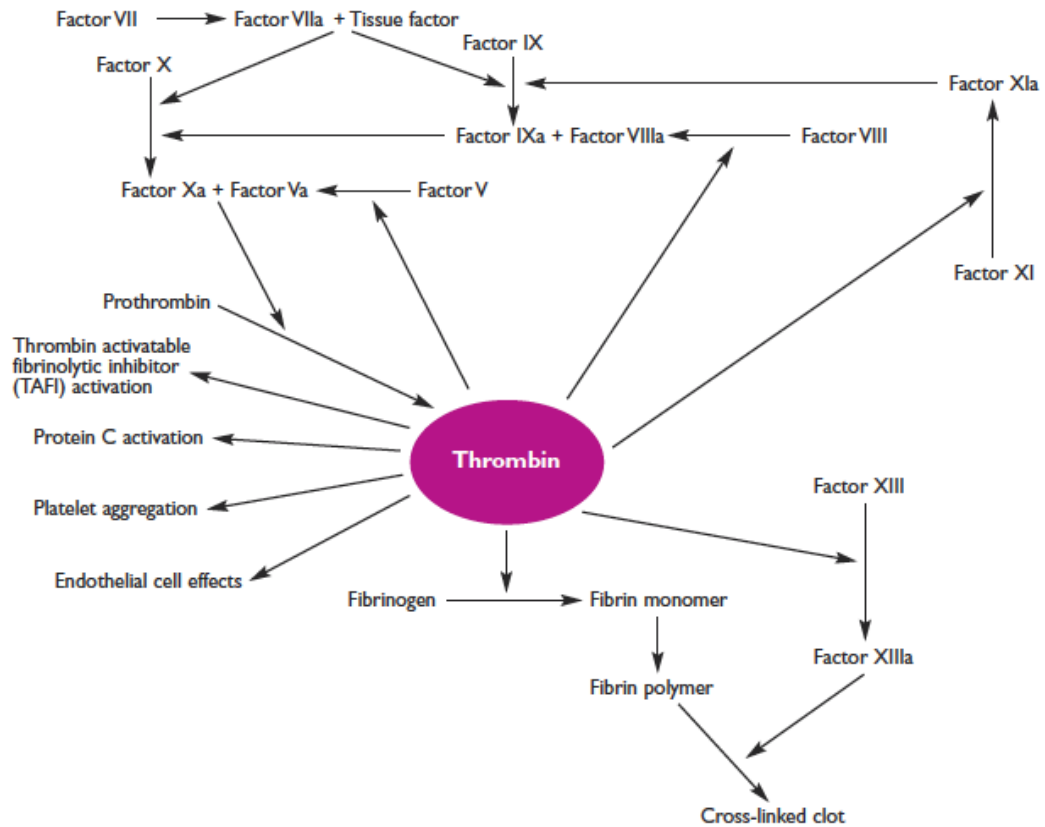 Factor VII
Factor VIIa + Tissue factor
Factor IX
Factor X
Factor XIa
Factor IXa + Factor VIIIa
Factor VIII
Factor Xa + Factor Va
Factor V
Factor XI
Prothrombin
Thrombin activatable
fibrinolytic inhibitor
(TAFI) activation
Protein C activation
Thrombin
Platelet aggregation
Factor XIII
Endothelial cell effects
Fibrinogen
Fibrin monomer
Factor XIIIa
Fibrin polymer
Cross-linked clot